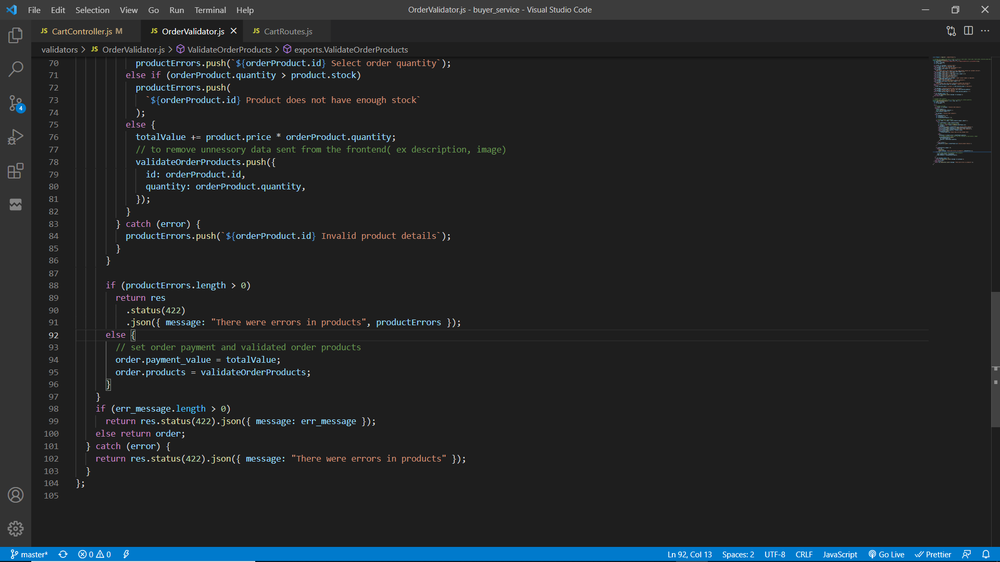 File Edit Selection View Go Run Terminal Help
OrderValidator.js - buyer_service - Visual Studio Code
JS CartController.js M
JS OrderValidator.js
JS CartRoutes.js
validators > JS OrderValidator.js > ValidateOrderProducts > exports.ValidateOrderProducts
70 productErrors.push(`${orderProduct.id} Select order quantity`);
71 else if (orderProduct.quantity > product.stock)
72 productErrors.push(
73 `${orderProduct.id} Product does not have enough stock`
74 );
75 else {
76 totalValue += product.price * orderProduct.quantity;
77 // to remove unnessory data sent from the frontend( ex description, image)
78 validateOrderProducts.push({
79 id: orderProduct.id,
80 quantity: orderProduct.quantity,
81 });
82 }
83 } catch (error) {
84 productErrors.push(`${orderProduct.id} Invalid product details`);
85 }
86 }
87
88 if (productErrors.length > 0)
89 return res
90 .status(422)
91 .json({ message: "There were errors in products", productErrors });
92 else {
93 // set order payment and validated order products
94 order.payment_value = totalValue;
95 order.products = validateOrderProducts;
96 }
97 }
98 if (err_message.length > 0)
99 return res.status(422).json({ message: err_message });
100 else return order;
101 } catch (error) {
102 return res.status(422).json({ message: "There were errors in products" });
103 }
104 };
105
4
master* 0 0
Ln 92, Col 13 Spaces: 2 UTF-8 CRLF JavaScript Go Live Prettier